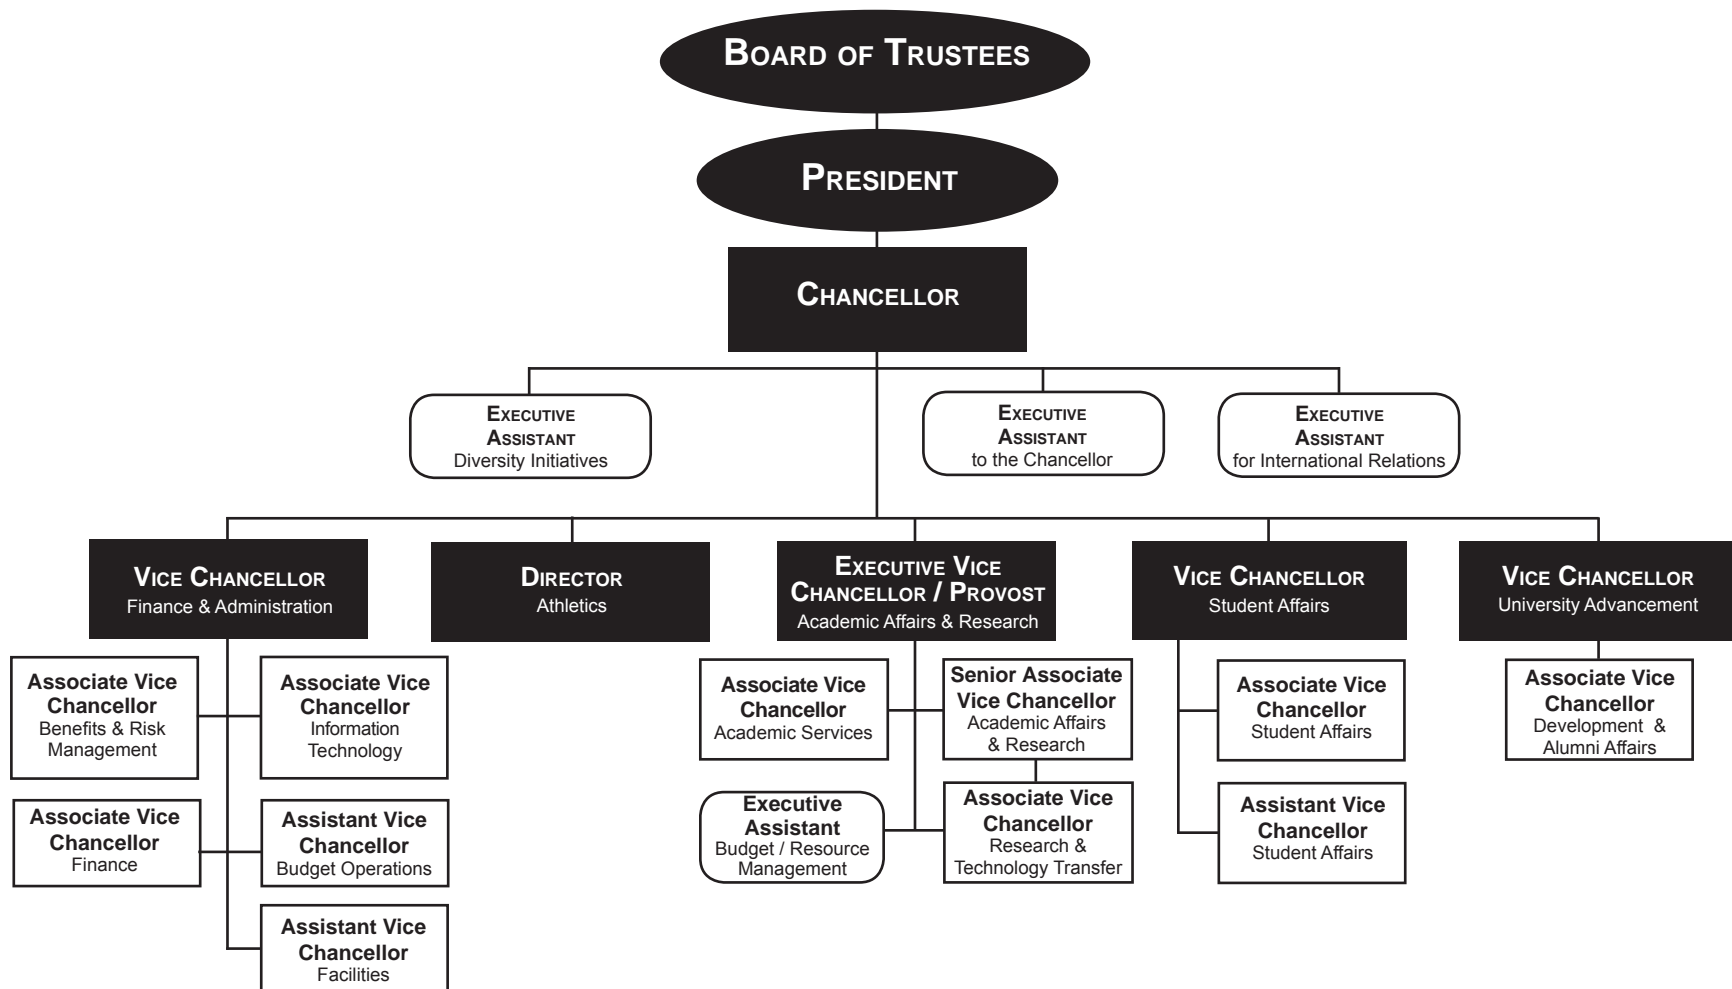 BOARD OF TRUSTEES
PRESIDENT
CHANCELLOR
EXECUTIVE
ASSISTANT
Diversity Initiatives
EXECUTIVE
ASSISTANT
to the Chancellor
EXECUTIVE
ASSISTANT
for International Relations
VICE CHANCELLOR
Finance & Administration
DIRECTOR
Athletics
EXECUTIVE VICE
CHANCELLOR / PROVOST
Academic Affairs & Research
VICE CHANCELLOR
Student Affairs
VICE CHANCELLOR
University Advancement
Associate Vice
Chancellor
Benefits & Risk
Management
Associate Vice
Chancellor
Information
Technology
Associate Vice
Chancellor
Academic Services
Senior Associate
Vice Chancellor
Academic Affairs
& Research
Associate Vice
Chancellor
Student Affairs
Associate Vice
Chancellor
Development &
Alumni Affairs
Associate Vice
Chancellor
Finance
Assistant Vice
Chancellor
Budget Operations
Executive
Assistant
Budget / Resource
Management
Associate Vice
Chancellor
Research &
Technology Transfer
Assistant Vice
Chancellor
Student Affairs
Assistant Vice
Chancellor
Facilities